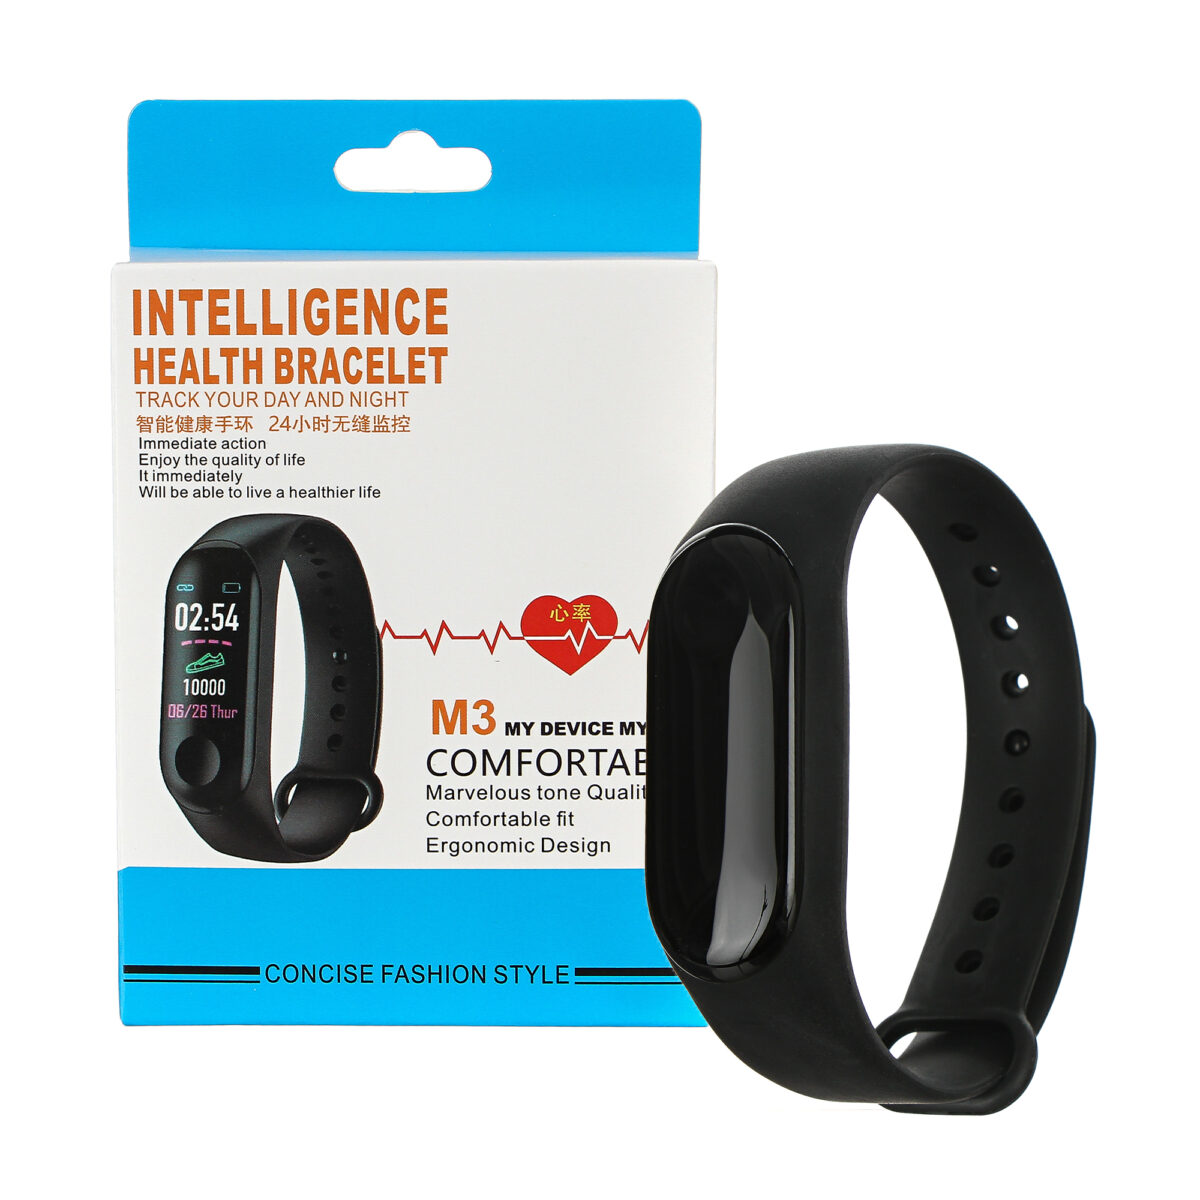 INTELLIGENCE
HEALTH BRACELET
TRACK YOUR DAY AND NIGHT
智能健康手环 24小时无缝监控
Immediate action
Enjoy the quality of life
It immediately
Will be able to live a healthier life
02:54
10000
06/26 Thur
心率
M3 MY DEVICE MY
COMFORTAB
Marvelous tone Qualit
Comfortable fit
Ergonomic Design
CONCISE FASHION STYLE